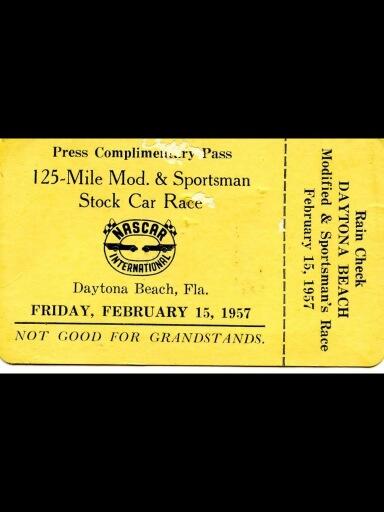 Press Complimentary Pass
125-Mile Mod. & Sportsman
Stock Car Race
NASCAR
INTERNATIONAL
Daytona Beach, Fla.
FRIDAY, FEBRUARY 15, 1957
NOT GOOD FOR GRANDSTANDS.
Rain Check
DAYTONA BEACH
Modified & Sportsman's Race
February 15, 1957